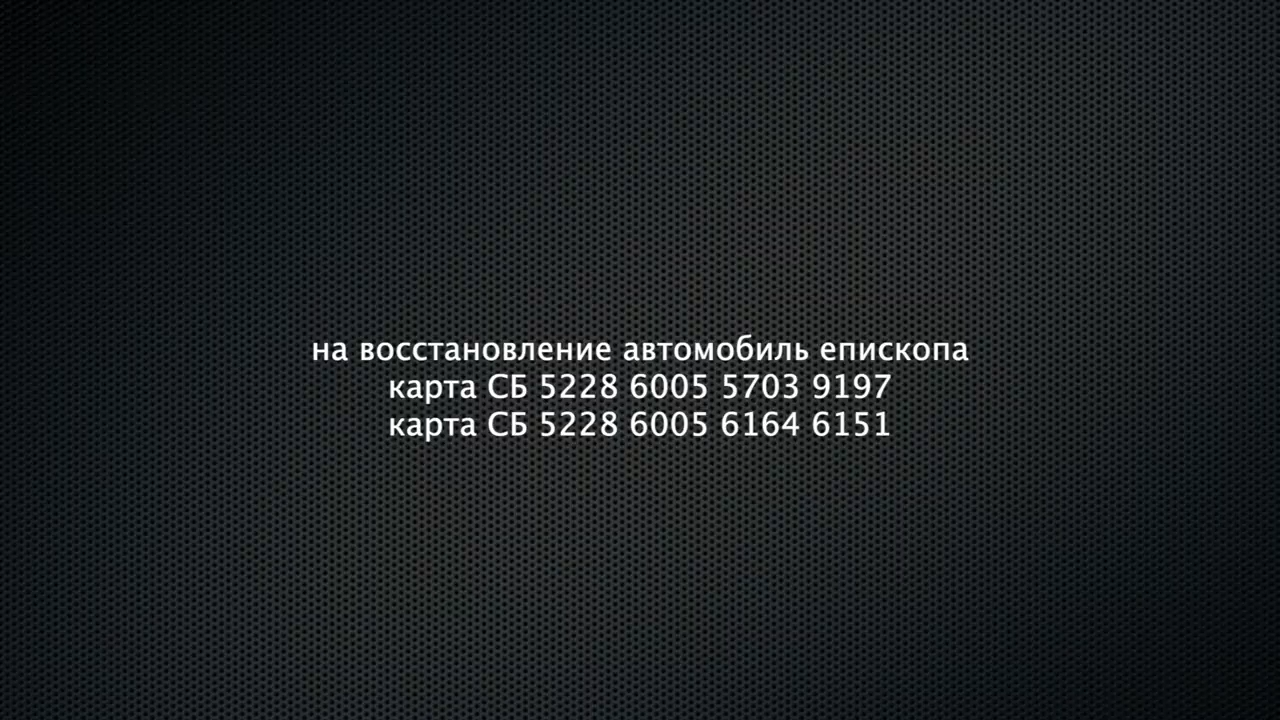 на восстановление автомобиль епископа
карта СБ 5228 6005 5703 9197
карта СБ 5228 6005 6164 6151